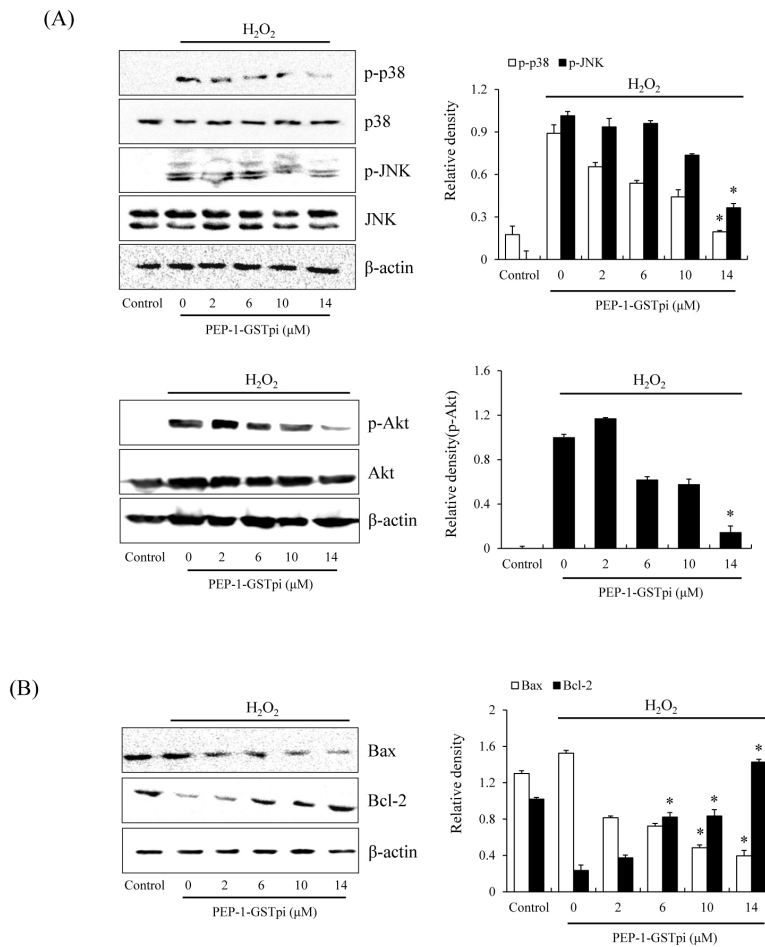 (A)
H₂O₂
p-p38
p38
p-JNK
JNK
β-actin
Control 0 2 6 10 14
PEP-1-GSTpi (μM)
p-p38 p-JNK
H₂O₂
Relative density
1.2
0.9
0.6
0.3
0
* *
Control 0 2 6 10 14
PEP-1-GSTpi (μM)
H₂O₂
p-Akt
Akt
β-actin
Control 0 2 6 10 14
PEP-1-GSTpi (μM)
H₂O₂
Relative density(p-Akt)
1.6
1.2
0.8
0.4
0
*
Control 0 2 6 10 14
PEP-1-GSTpi (μM)
(B)
H₂O₂
Bax
Bcl-2
β-actin
Control 0 2 6 10 14
PEP-1-GSTpi (μM)
Bax Bcl-2
H₂O₂
Relative density
2
1.6
1.2
0.8
0.4
0
* * * * *
Control 0 2 6 10 14
PEP-1-GSTpi (μM)